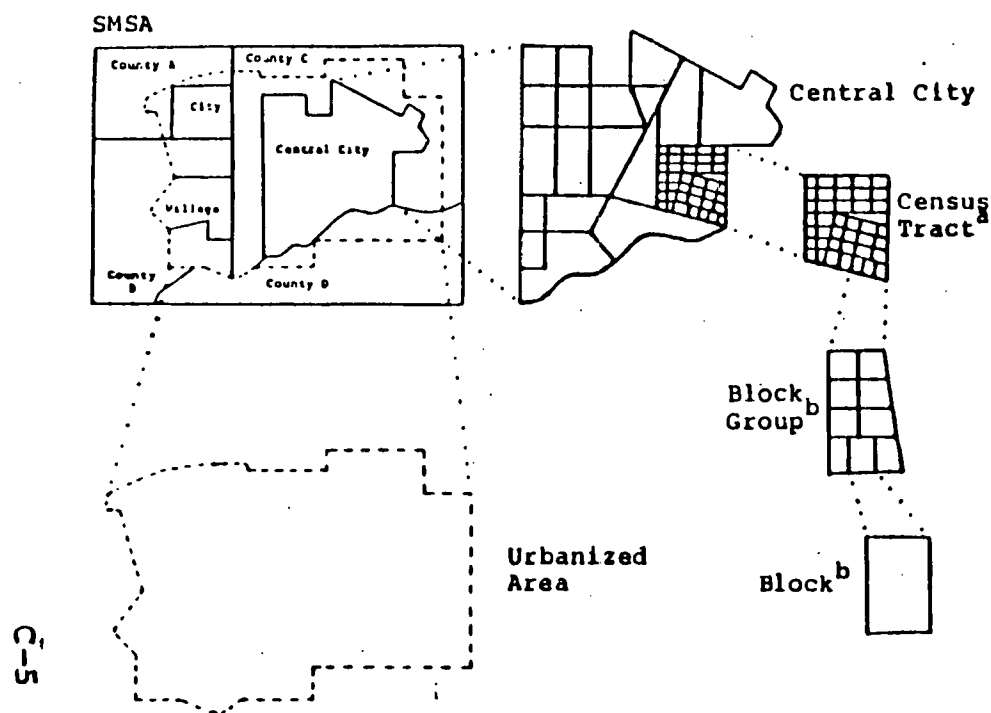 SMSA
County A
County C
City
Central City
Village
County B
County D
Central City
Census
Tract a
Block b
Group
Urbanized
Area
Block b
C-5